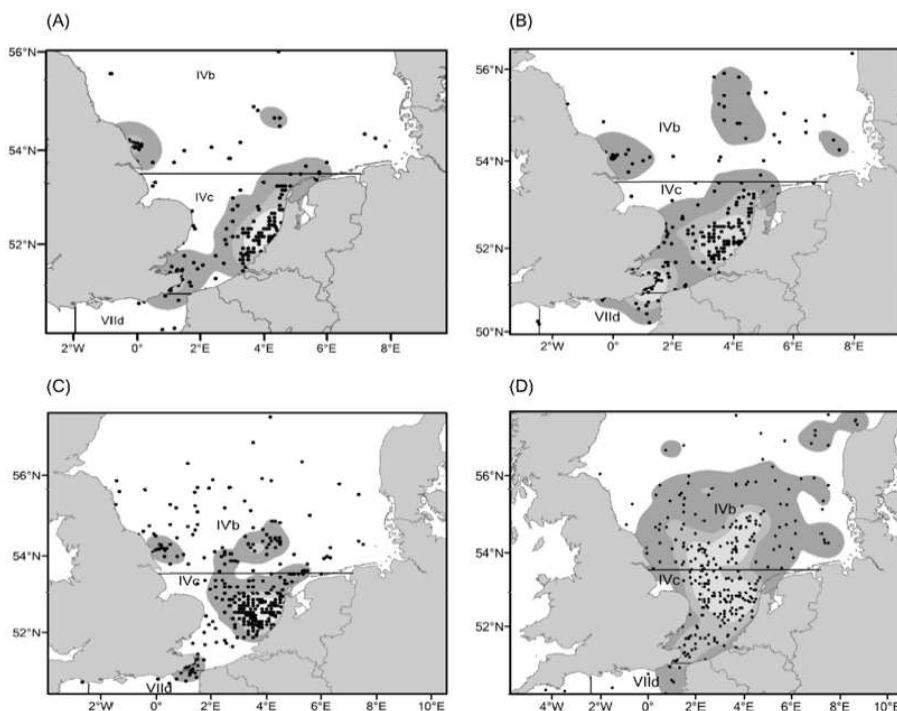 (A)
(B)
56°N
54°N
52°N
IVb
IVc
VIId
2°W 0° 2°E 4°E 6°E 8°E
56°N
54°N
52°N
50°N
IVb
IVc
VIId
2°W 0° 2°E 4°E 6°E 8°E
(C)
(D)
56°N
54°N
52°N
IVb
IVc
VIId
2°W 0° 2°E 4°E 6°E 8°E 10°E
56°N
54°N
52°N
IVb
IVc
VIId
4°W 2°W 0° 2°E 4°E 6°E 8°E 10°E